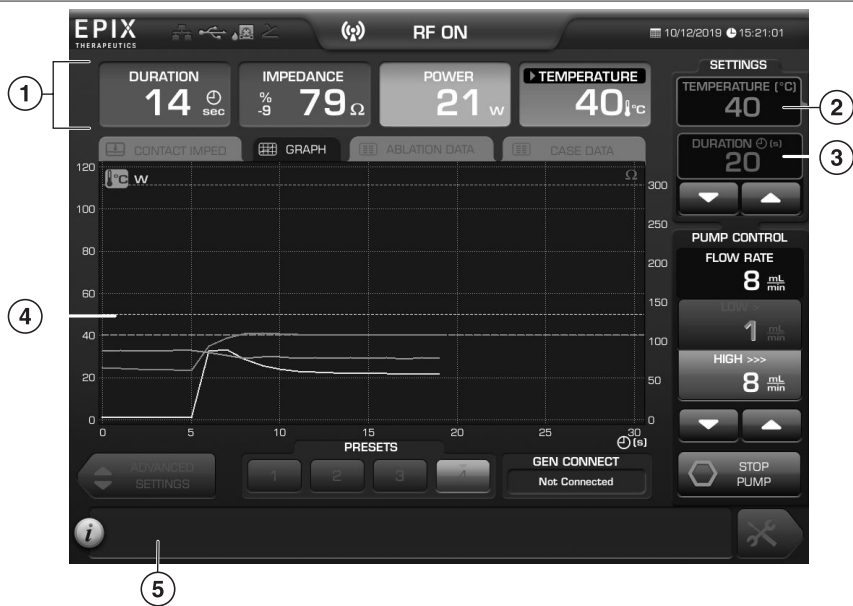 EPIX
THERAPEUTICS
RF ON
10/12/2019 15:21:01
1
DURATION
14 sec
IMPEDANCE
% -9 79 Ω
POWER
21 W
TEMPERATURE
40 °C
SETTINGS
TEMPERATURE (°C)
40
2
DURATION (s)
20
3
CONTACT IMPED
GRAPH
ABLATION DATA
CASE DATA
°C W
Ω
120
100
80
60
40
20
0
300
250
200
150
100
50
0
4
0 5 10 15 20 25 30
(s)
PUMP CONTROL
FLOW RATE
8 mL/min
LOW >
1 mL/min
HIGH >>>
8 mL/min
STOP
PUMP
ADVANCED
SETTINGS
PRESETS
1 2 3 4
GEN CONNECT
Not Connected
i
5